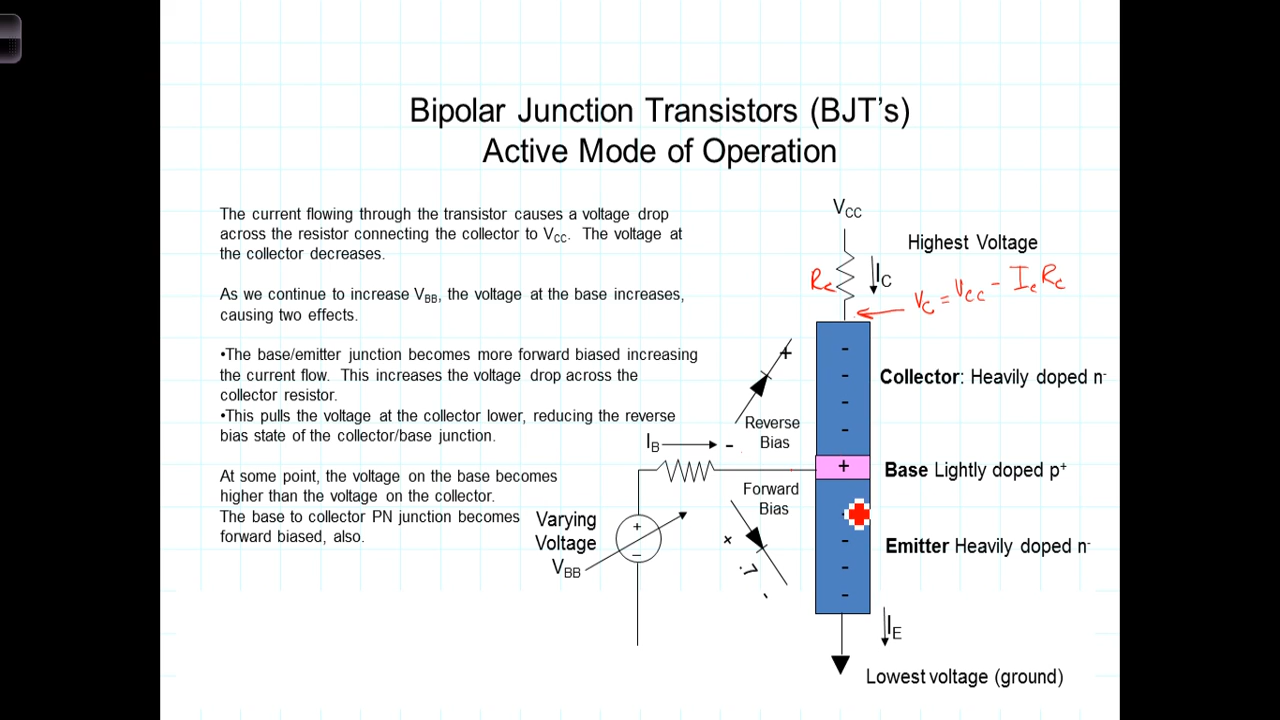 Bipolar Junction Transistors (BJT's)
Active Mode of Operation
The current flowing through the transistor causes a voltage drop
across the resistor connecting the collector to VCC. The voltage at
the collector decreases.
As we continue to increase VBB, the voltage at the base increases,
causing two effects.
•The base/emitter junction becomes more forward biased increasing
the current flow. This increases the voltage drop across the
collector resistor.
•This pulls the voltage at the collector lower, reducing the reverse
bias state of the collector/base junction.
At some point, the voltage on the base becomes
higher than the voltage on the collector.
The base to collector PN junction becomes
forward biased, also.
VCC
Highest Voltage
Rc
IC
VC = VCC - Ic Rc
+
-
-
-
-
Collector: Heavily doped n-
Reverse
Bias
IB
-
+
Base Lightly doped p+
Forward
Bias
Varying
Voltage
VBB
+
-
+
.7
-
-
-
-
Emitter Heavily doped n-
IE
Lowest voltage (ground)